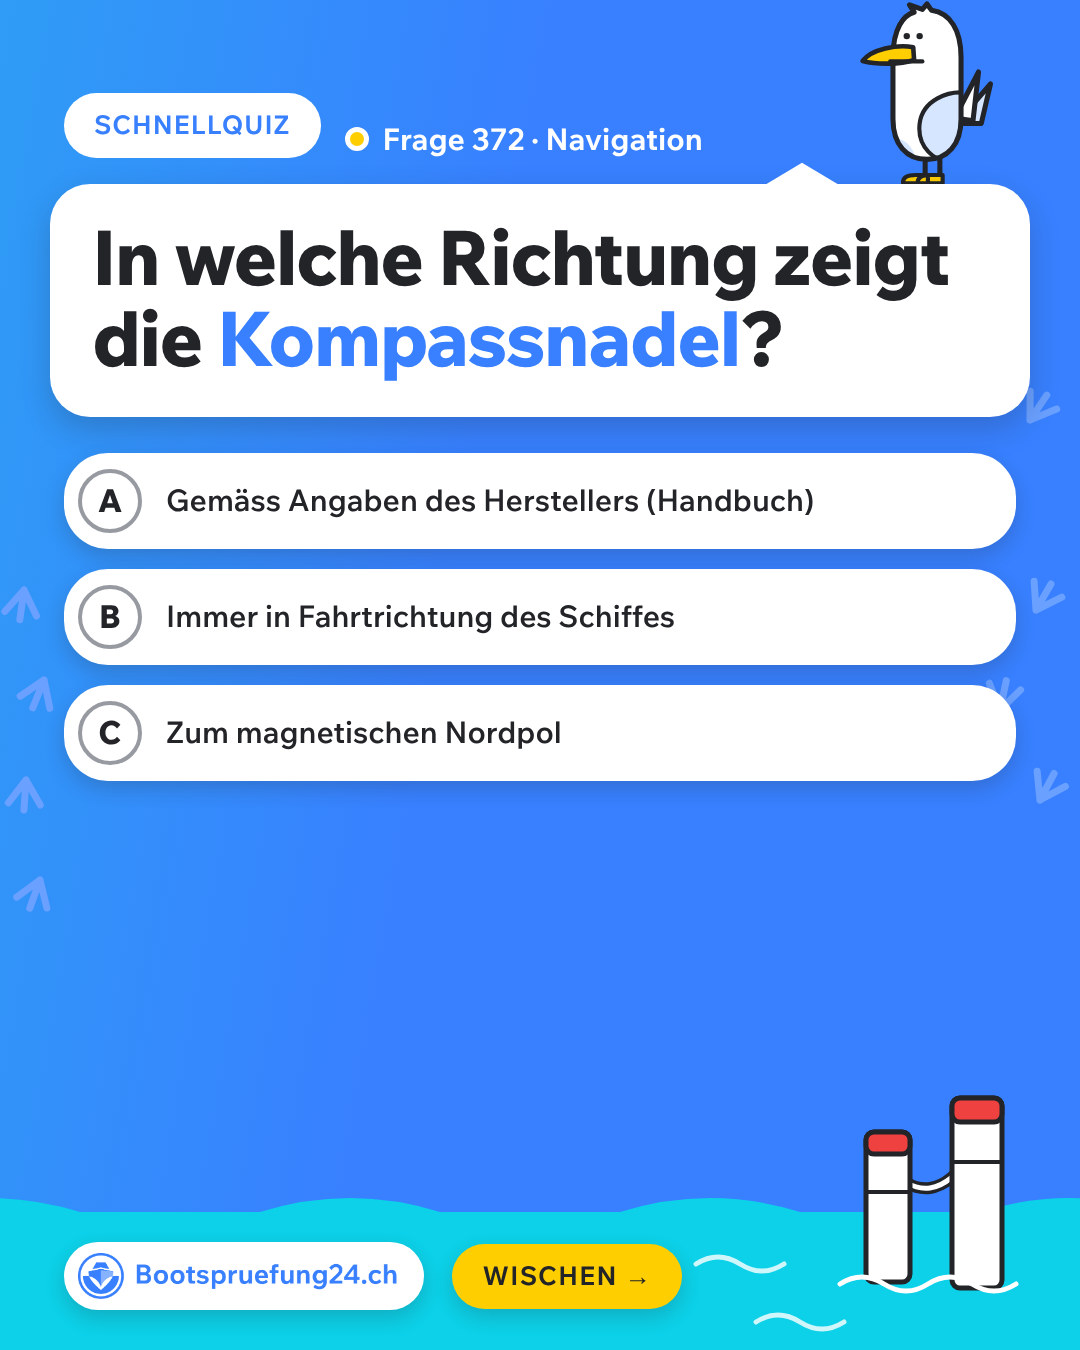 SCHNELLQUIZ
Frage 372 · Navigation
In welche Richtung zeigt
die Kompassnadel?
A Gemäss Angaben des Herstellers (Handbuch)
B Immer in Fahrtrichtung des Schiffes
C Zum magnetischen Nordpol
Bootspruefung24.ch
WISCHEN →